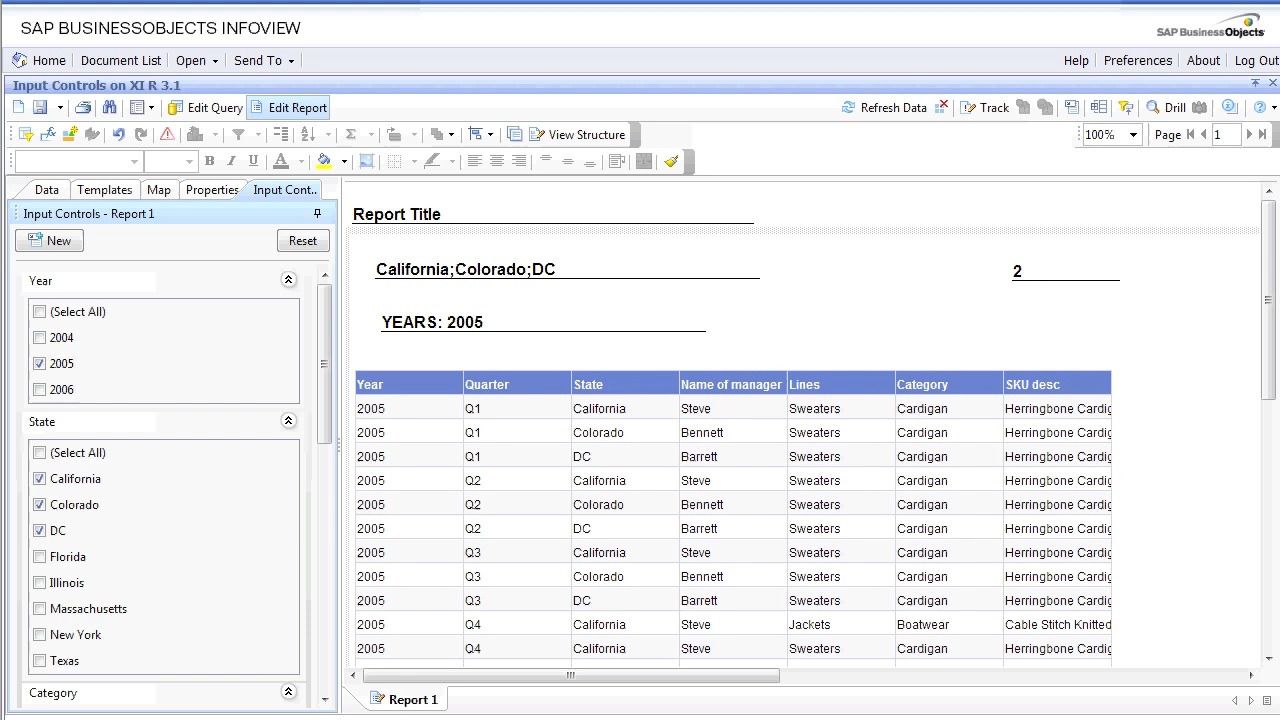 SAP BUSINESSOBJECTS INFOVIEW
SAP BusinessObjects
Home Document List Open Send To Help Preferences About Log Out
Input Controls on XI R 3.1
Edit Query Edit Report Refresh Data Track Drill
View Structure 100% Page 1
Data Templates Map Properties Input Cont..
Input Controls - Report 1
New Reset
Year
(Select All)
2004
2005
2006
State
(Select All)
California
Colorado
DC
Florida
Illinois
Massachusetts
New York
Texas
Category
Report Title
California;Colorado;DC 2
YEARS: 2005
Year Quarter State Name of manager Lines Category SKU desc
2005 Q1 California Steve Sweaters Cardigan Herringbone Cardig
2005 Q1 Colorado Bennett Sweaters Cardigan Herringbone Cardig
2005 Q1 DC Barrett Sweaters Cardigan Herringbone Cardig
2005 Q2 California Steve Sweaters Cardigan Herringbone Cardig
2005 Q2 Colorado Bennett Sweaters Cardigan Herringbone Cardig
2005 Q2 DC Barrett Sweaters Cardigan Herringbone Cardig
2005 Q3 California Steve Sweaters Cardigan Herringbone Cardig
2005 Q3 Colorado Bennett Sweaters Cardigan Herringbone Cardig
2005 Q3 DC Barrett Sweaters Cardigan Herringbone Cardig
2005 Q4 California Steve Jackets Boatwear Cable Stitch Knitted
2005 Q4 California Steve Sweaters Cardigan Herringbone Cardig
Report 1